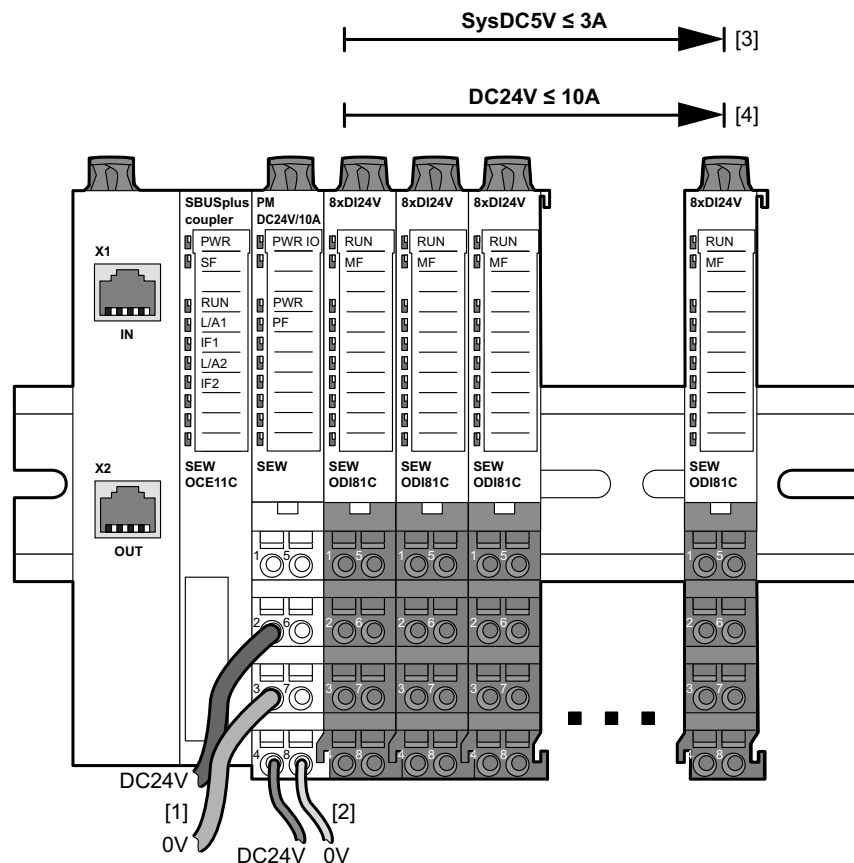 SysDC5V ≤ 3A
[3]
DC24V ≤ 10A
[4]
X1
IN
X2
OUT
SBUSplus
coupler
PWR
SF
RUN
L/A1
IF1
L/A2
IF2
SEW
OCE11C
PM
DC24V/10A
PWR IO
PWR
PF
SEW
1 5
2 6
3 7
4 8
8xDI24V
RUN
MF
SEW
ODI81C
1 5
2 6
3 7
4 8
8xDI24V
RUN
MF
SEW
ODI81C
1 5
2 6
3 7
4 8
8xDI24V
RUN
MF
SEW
ODI81C
1 5
2 6
3 7
4 8
8xDI24V
RUN
MF
SEW
ODI81C
1 5
2 6
3 7
4 8
DC24V
[1]
0V
[2]
DC24V
0V